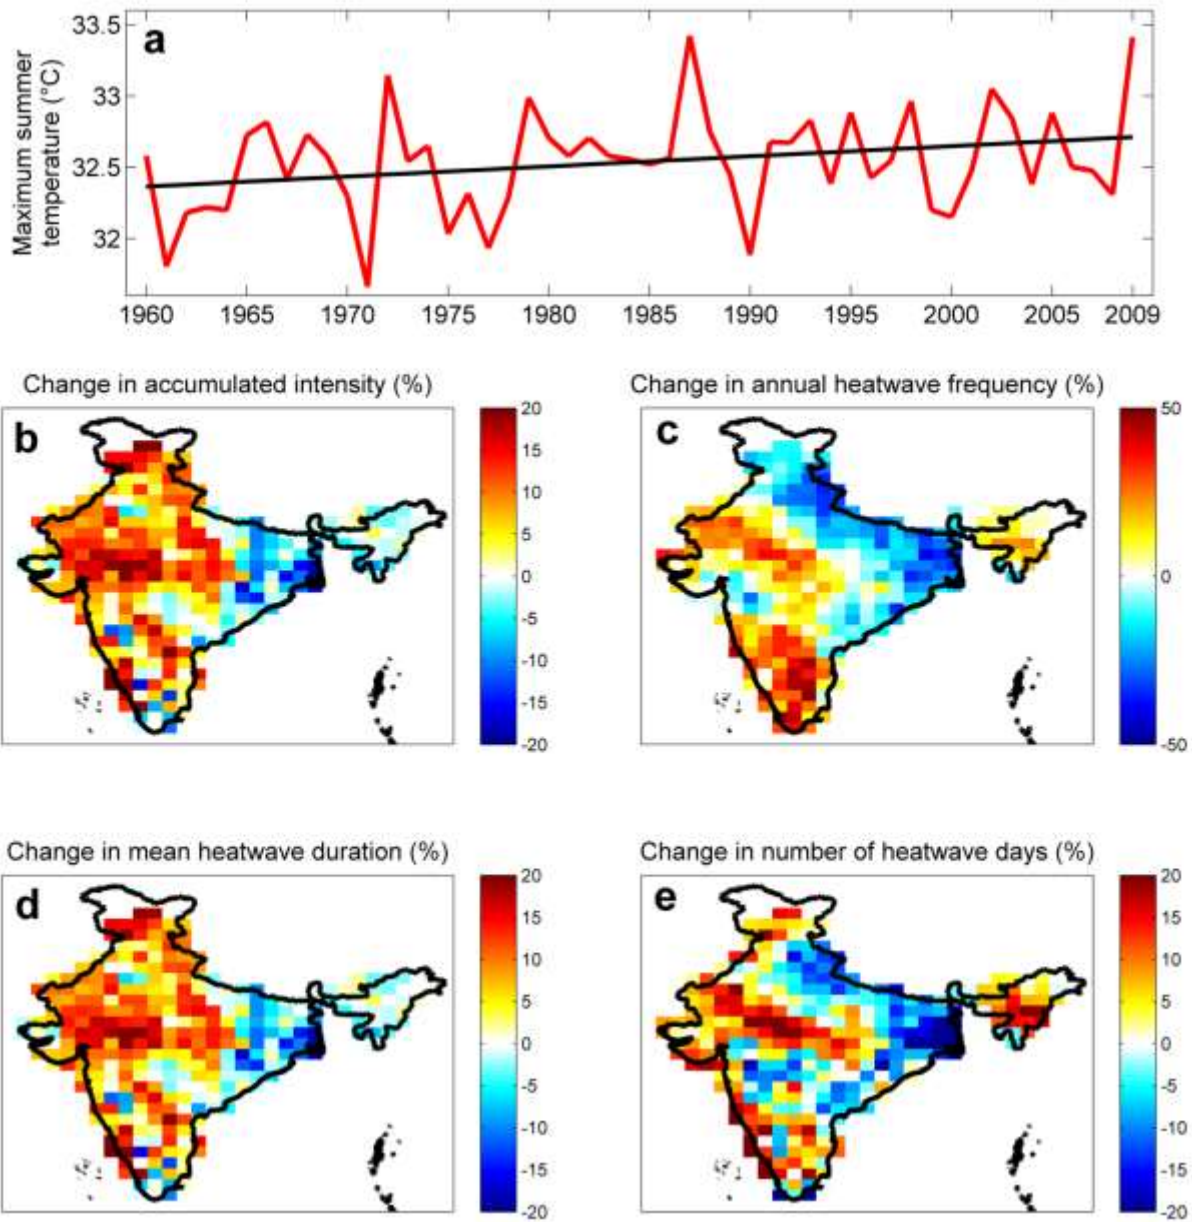 a
Maximum summer
temperature (°C)
33.5
33
32.5
32
1960 1965 1970 1975 1980 1985 1990 1995 2000 2005 2009
Change in accumulated intensity (%)
b
20
15
10
5
0
-5
-10
-15
-20
Change in annual heatwave frequency (%)
c
50
0
-50
Change in mean heatwave duration (%)
d
20
15
10
5
0
-5
-10
-15
-20
Change in number of heatwave days (%)
e
20
15
10
5
0
-5
-10
-15
-20